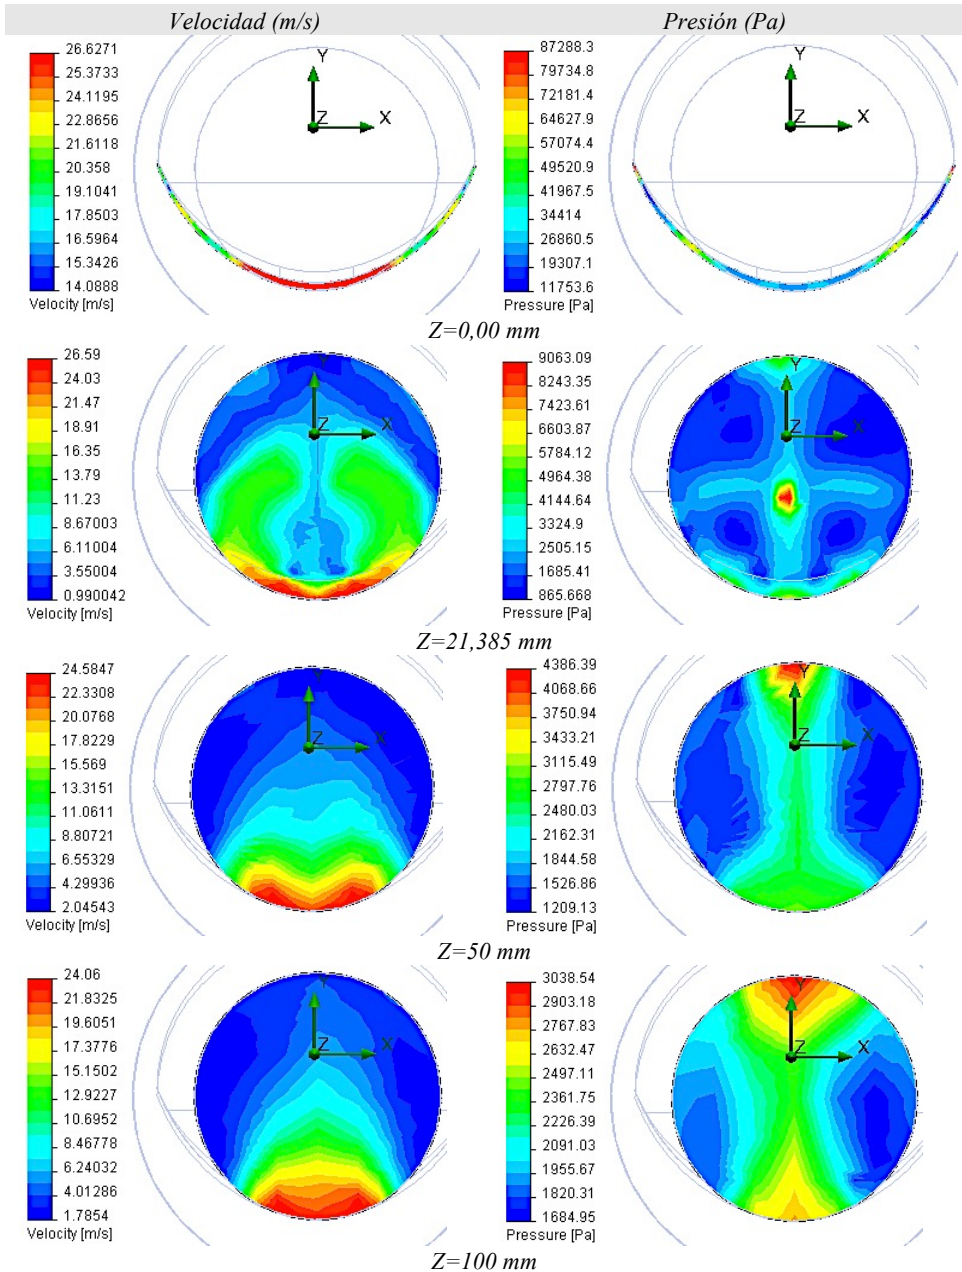 Velocidad (m/s) Presión (Pa)
26.6271
25.3733
24.1195
22.8656
21.6118
20.358
19.1041
17.8503
16.5964
15.3426
14.0888
Velocity [m/s]
Y
Z
X
87288.3
79734.8
72181.4
64627.9
57074.4
49520.9
41967.5
34414
26860.5
19307.1
11753.6
Pressure [Pa]
Y
Z
X
Z=0,00 mm
26.59
24.03
21.47
18.91
16.35
13.79
11.23
8.67003
6.11004
3.55004
0.990042
Velocity [m/s]
Y
Z
X
9063.09
8243.35
7423.61
6603.87
5784.12
4964.38
4144.64
3324.9
2505.15
1685.41
865.668
Pressure [Pa]
Y
Z
X
Z=21,385 mm
24.5847
22.3308
20.0768
17.8229
15.569
13.3151
11.0611
8.80721
6.55329
4.29936
2.04543
Velocity [m/s]
Y
Z
X
4386.39
4068.66
3750.94
3433.21
3115.49
2797.76
2480.03
2162.31
1844.58
1526.86
1209.13
Pressure [Pa]
Y
Z
X
Z=50 mm
24.06
21.8325
19.6051
17.3776
15.1502
12.9227
10.6952
8.46778
6.24032
4.01286
1.7854
Velocity [m/s]
Y
Z
X
3038.54
2903.18
2767.83
2632.47
2497.11
2361.75
2226.39
2091.03
1955.67
1820.31
1684.95
Pressure [Pa]
Y
Z
X
Z=100 mm